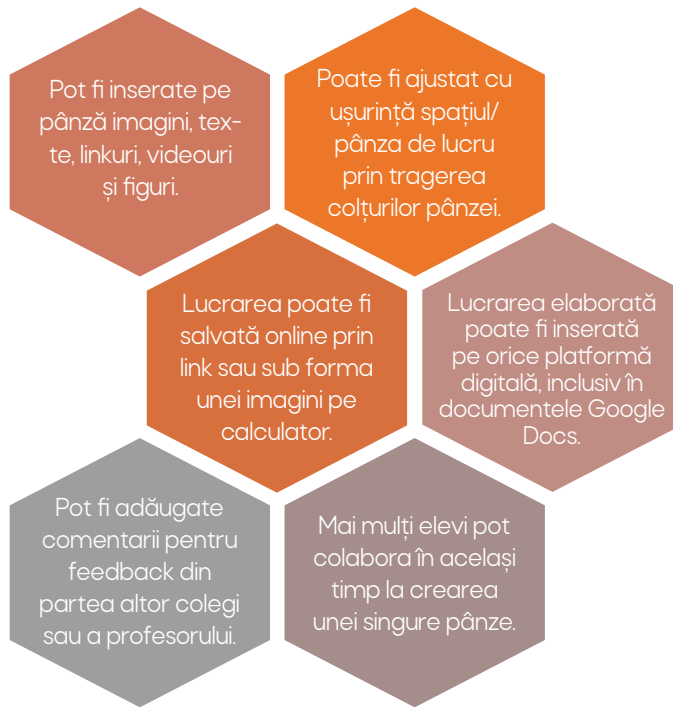 Pot fi inserate pe
pânză imagini, tex-
te, linkuri, videouri
și figuri.
Poate fi ajustat cu
ușurință spațiul/
pânza de lucru
prin tragerea
colțurilor pânzei.
Lucrarea poate fi
salvată online prin
link sau sub forma
unei imagini pe
calculator.
Lucrarea elaborată
poate fi inserată
pe orice platformă
digitală, inclusiv în
documentele Google
Docs.
Pot fi adăugate
comentarii pentru
feedback din
partea altor colegi
sau a profesorului.
Mai mulți elevi pot
colabora în același
timp la crearea
unei singure pânze.